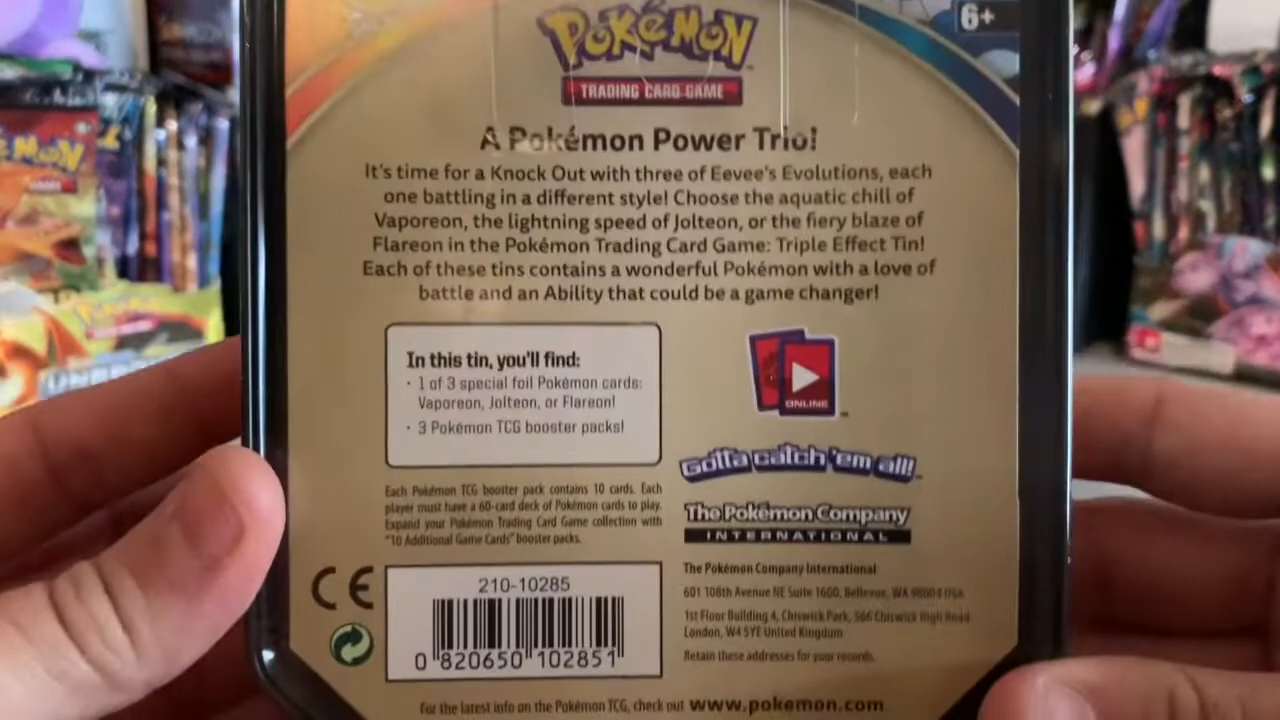 POKéMON
TRADING CARD GAME
6+
A Pokémon Power Trio!
It's time for a Knock Out with three of Eevee's Evolutions, each
one battling in a different style! Choose the aquatic chill of
Vaporeon, the lightning speed of Jolteon, or the fiery blaze of
Flareon in the Pokémon Trading Card Game: Triple Effect Tin!
Each of these tins contains a wonderful Pokémon with a love of
battle and an Ability that could be a game changer!
In this tin, you'll find:
· 1 of 3 special foil Pokémon cards:
Vaporeon, Jolteon, or Flareon!
· 3 Pokémon TCG booster packs!
ONLINE
Gotta catch 'em all!
Each Pokémon TCG booster pack contains 10 cards. Each
player must have a 60-card deck of Pokémon cards to play.
Expand your Pokémon Trading Card Game collection with
"10 Additional Game Cards" booster packs.
The Pokémon Company
INTERNATIONAL
CE
210-10285
0 820650 102851
The Pokémon Company International
601 108th Avenue NE Suite 1600, Bellevue, WA 98004 USA
1st Floor Building 4, Chiswick Park, 566 Chiswick High Road
London, W4 5YE United Kingdom
Retain these addresses for your records.
For the latest info on the Pokémon TCG, check out www.pokemon.com